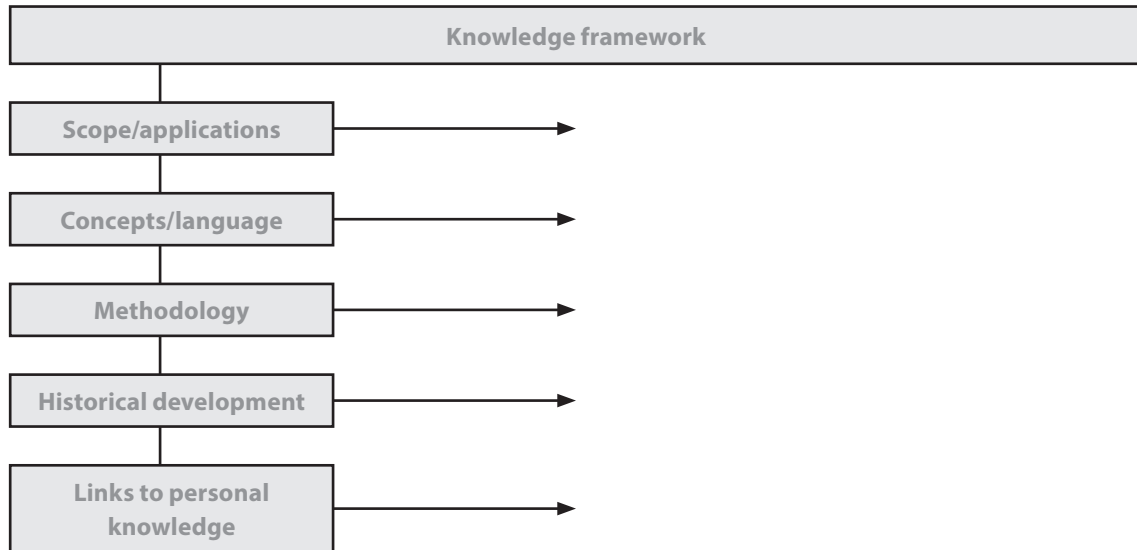 Knowledge framework
Scope/applications
Concepts/language
Methodology
Historical development
Links to personal
knowledge